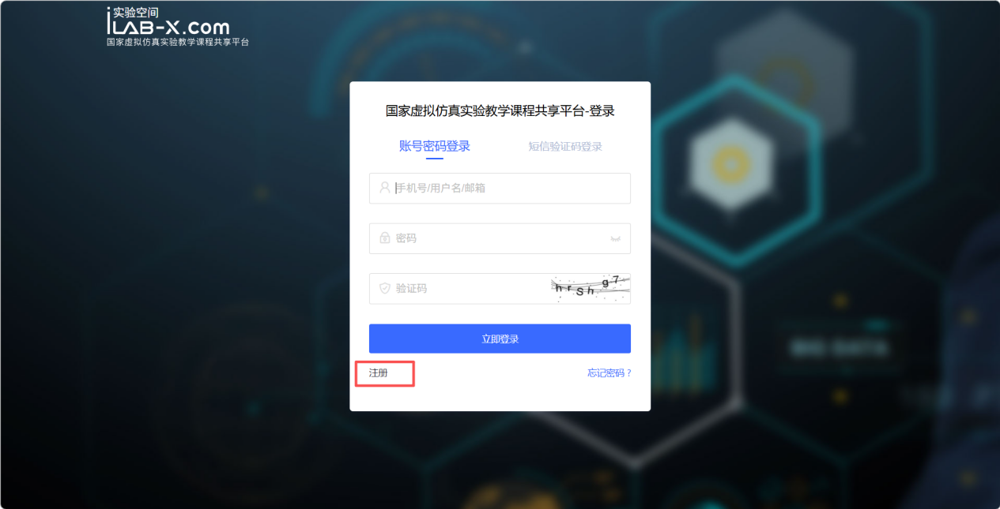 实验空间
iLAB-X.com
国家虚拟仿真实验教学课程共享平台
国家虚拟仿真实验教学课程共享平台-登录
账号密码登录
短信验证码登录
手机号/用户名/邮箱
密码
验证码
hrShg7
立即登录
注册
忘记密码?
BIG DATA